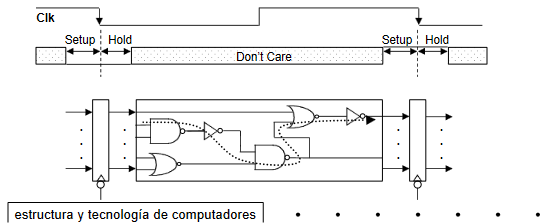 Clk
Setup Hold Setup Hold
Don't Care
estructura y tecnología de computadores